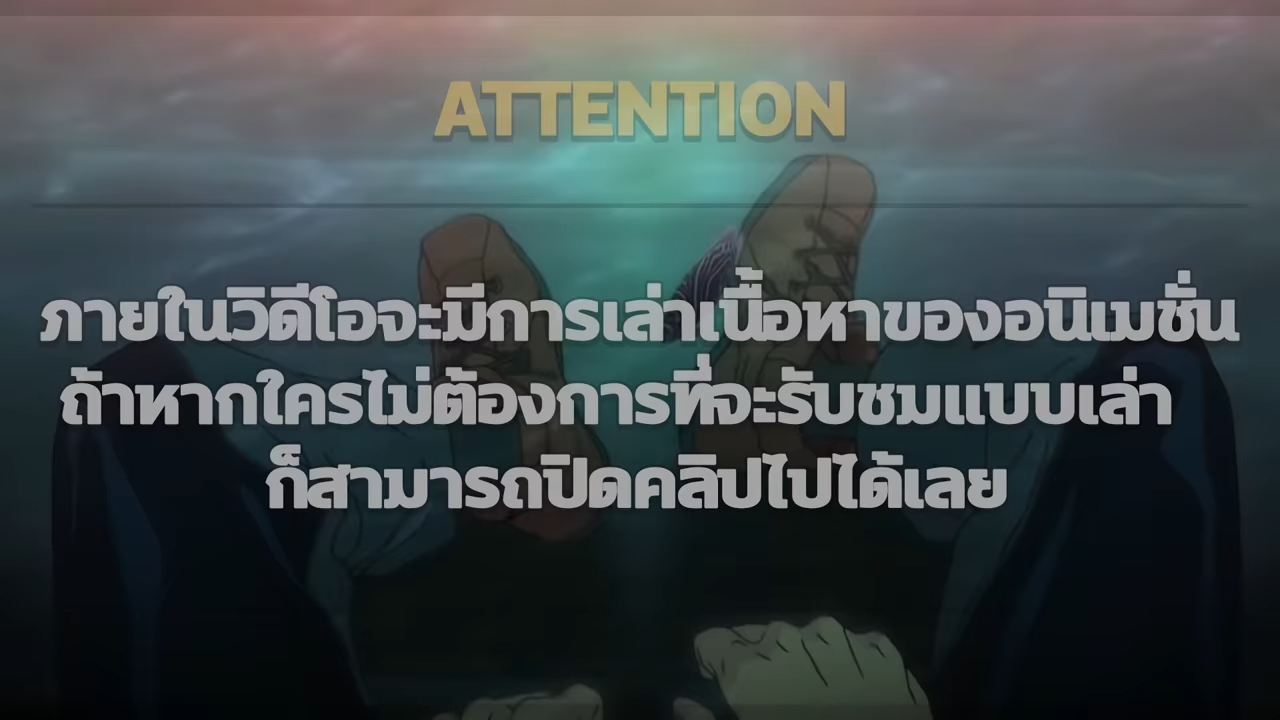 ATTENTION
ภายในวิดีโอจะมีการเล่าเนื้อหาของอนิเมชั่น
ถ้าหากใครไม่ต้องการที่จะรับชมแบบเล่า
ก็สามารถปิดคลิปไปได้เลย